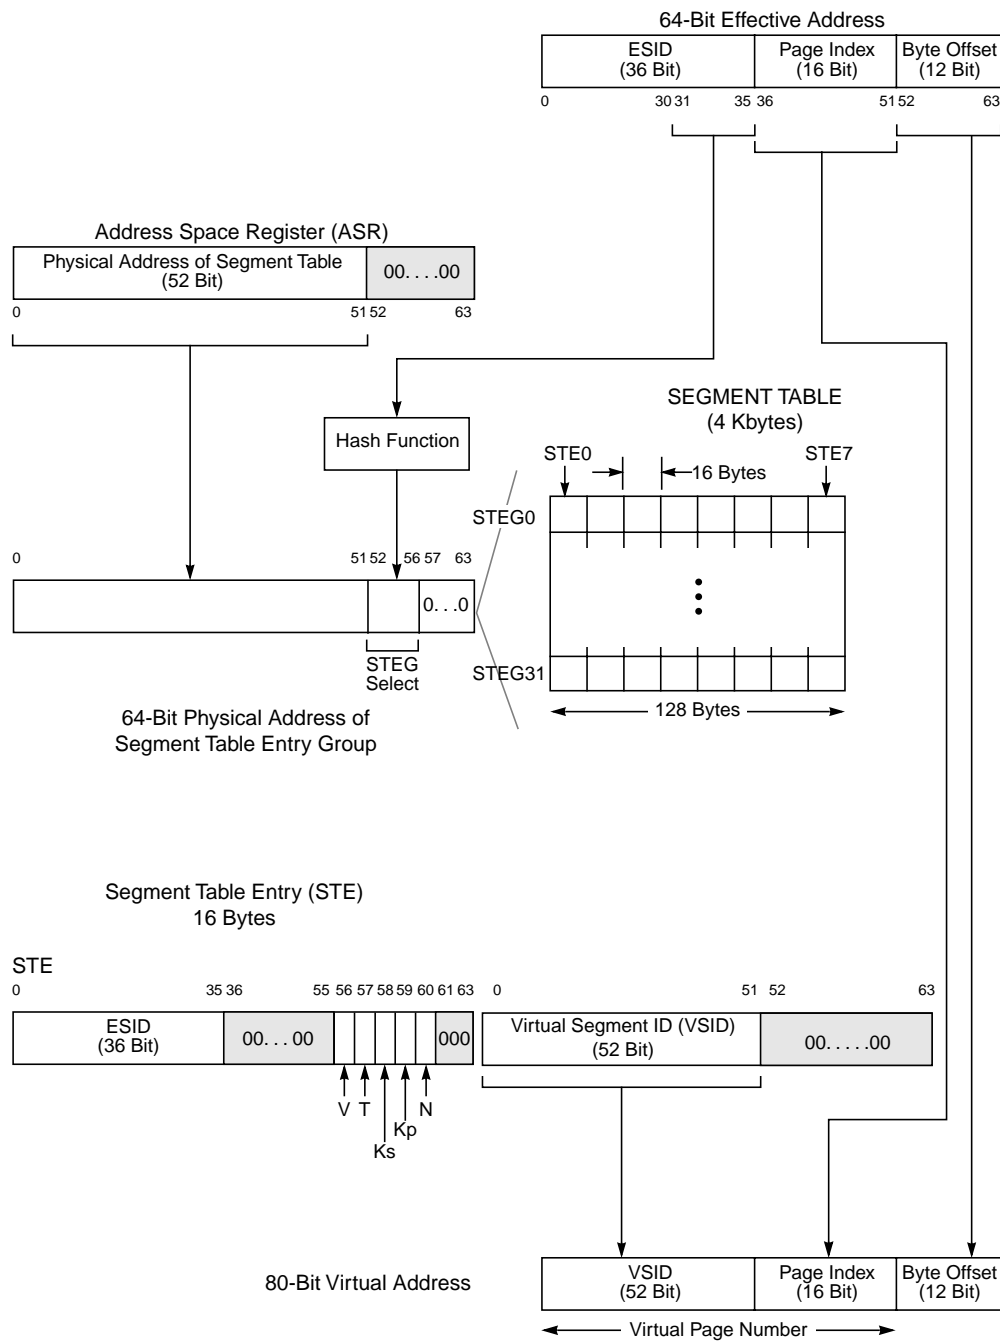 64-Bit Effective Address
ESID
(36 Bit)
Page Index
(16 Bit)
Byte Offset
(12 Bit)
0 30 31 35 36 51 52 63
Address Space Register (ASR)
Physical Address of Segment Table
(52 Bit)
00. . . .00
0 51 52 63
Hash Function
SEGMENT TABLE
(4 Kbytes)
STE0
16 Bytes
STE7
STEG0
STEG31
128 Bytes
0 51 52 56 57 63
0. . .0
STEG
Select
64-Bit Physical Address of
Segment Table Entry Group
Segment Table Entry (STE)
16 Bytes
STE
0 35 36 55 56 57 58 59 60 61 63 0 51 52 63
ESID
(36 Bit)
00. . . 00
000
Virtual Segment ID (VSID)
(52 Bit)
00. . . . .00
V T N
Kp
Ks
80-Bit Virtual Address
VSID
(52 Bit)
Page Index
(16 Bit)
Byte Offset
(12 Bit)
Virtual Page Number